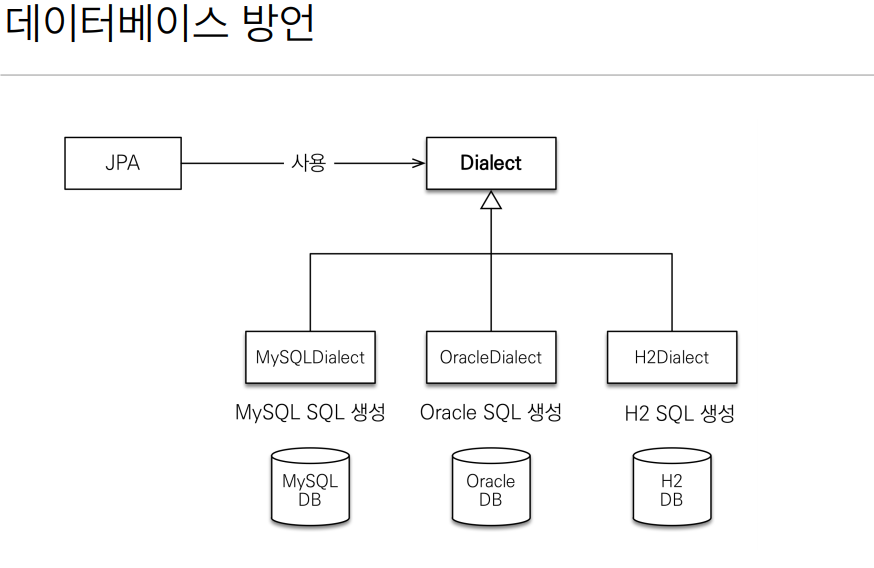 데이터베이스 방언
JPA
사용
Dialect
MySQLDialect
OracleDialect
H2Dialect
MySQL SQL 생성
Oracle SQL 생성
H2 SQL 생성
MySQL
DB
Oracle
DB
H2
DB